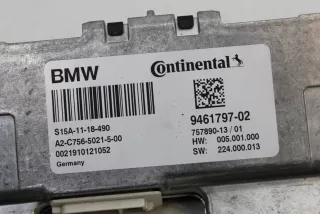 BMW
Continental
S15A-11-18-490
A2-C756-5021-5-00
0021910121052
Germany
9461797-02
757890-13 / 01
HW: 005.001.000
SW: 224.000.013